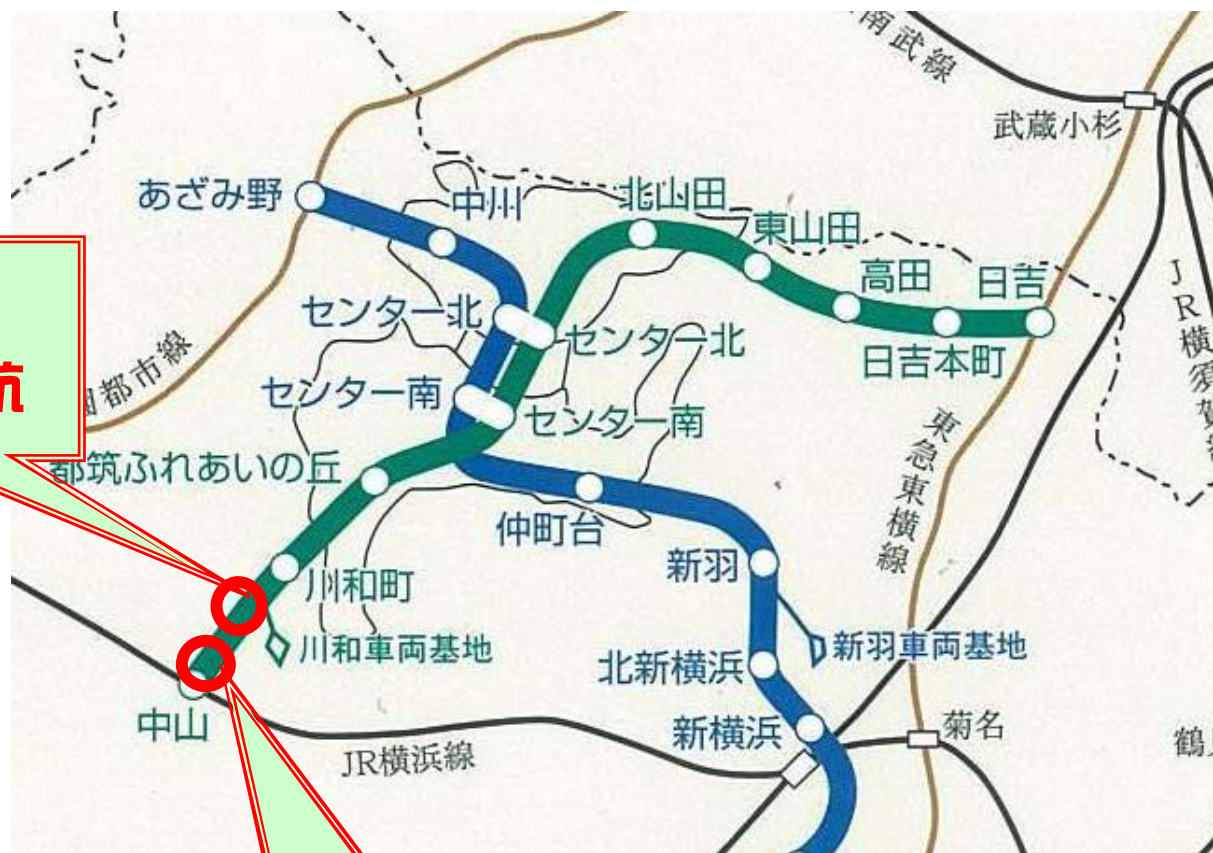 南武線
武蔵小杉
あざみ野
中川
北山田
東山田
高田
日吉
日吉本町
センター北
センター北
センター南
センター南
都市線
坑
都筑ふれあいの丘
仲町台
東急東横線
JR横須賀
新羽
川和町
川和車両基地
新羽車両基地
北新横浜
新横浜
菊名
中山
JR横浜線
鶴